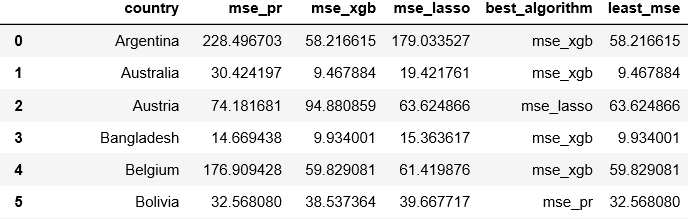 country mse_pr mse_xgb mse_lasso best_algorithm least_mse
0 Argentina 228.496703 58.216615 179.033527 mse_xgb 58.216615
1 Australia 30.424197 9.467884 19.421761 mse_xgb 9.467884
2 Austria 74.181681 94.880859 63.624866 mse_lasso 63.624866
3 Bangladesh 14.669438 9.934001 15.363617 mse_xgb 9.934001
4 Belgium 176.909428 59.829081 61.419876 mse_xgb 59.829081
5 Bolivia 32.568080 38.537364 39.667717 mse_pr 32.568080